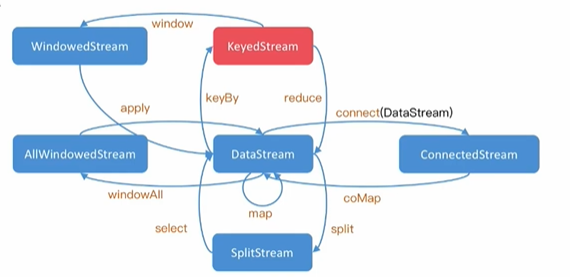 window
WindowedStream
KeyedStream
apply
keyBy
reduce
connect(DataStream)
AllWindowedStream
DataStream
ConnectedStream
windowAll
map
coMap
select
split
SplitStream